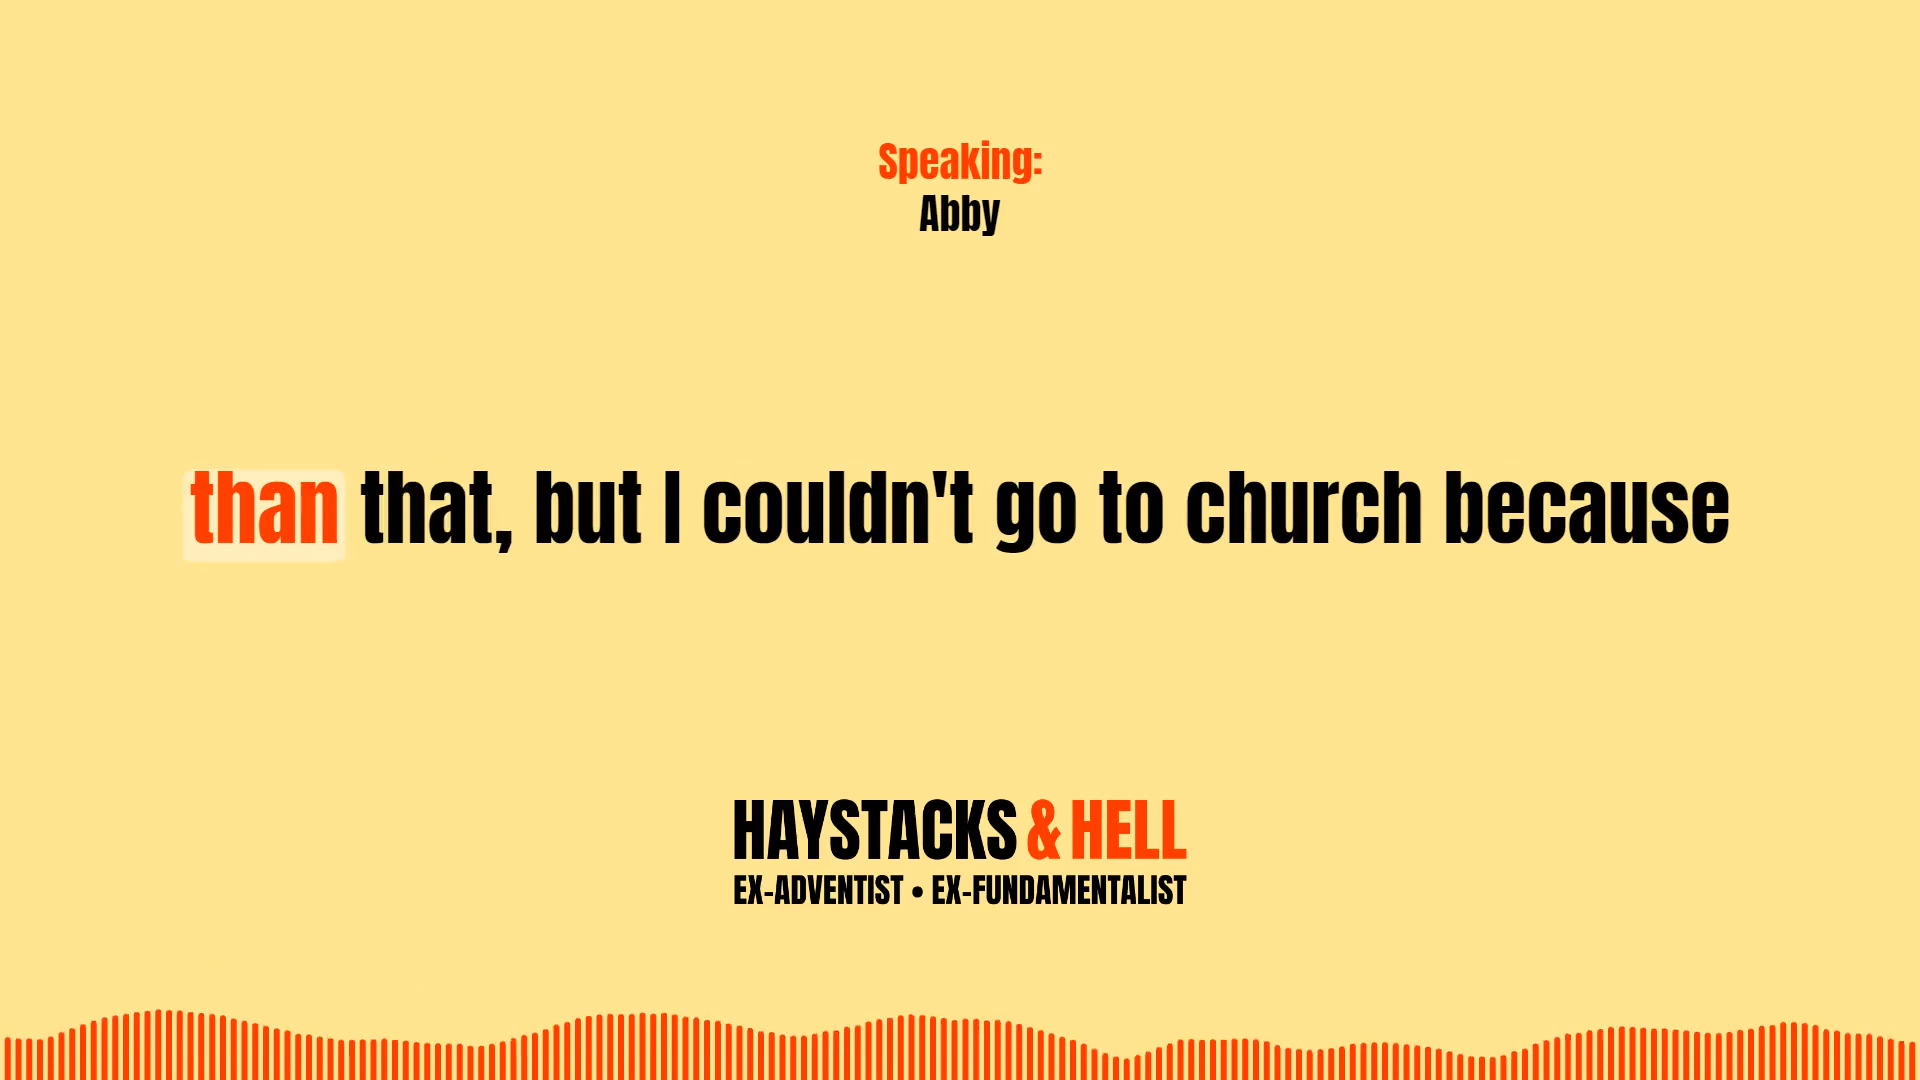 Speaking:
Abby
than that, but I couldn't go to church because
HAYSTACKS & HELL
EX-ADVENTIST • EX-FUNDAMENTALIST